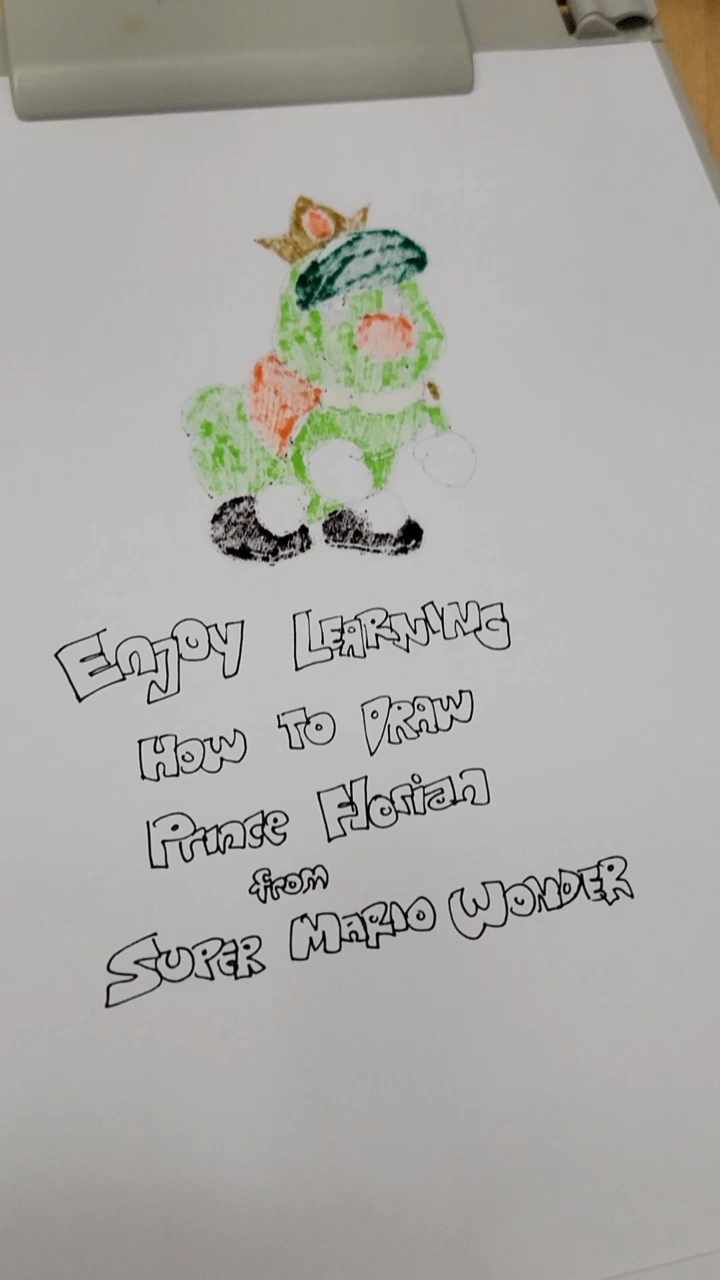 Enjoy Learning
How To Draw
Prince Florian
from
Super Mario Wonder